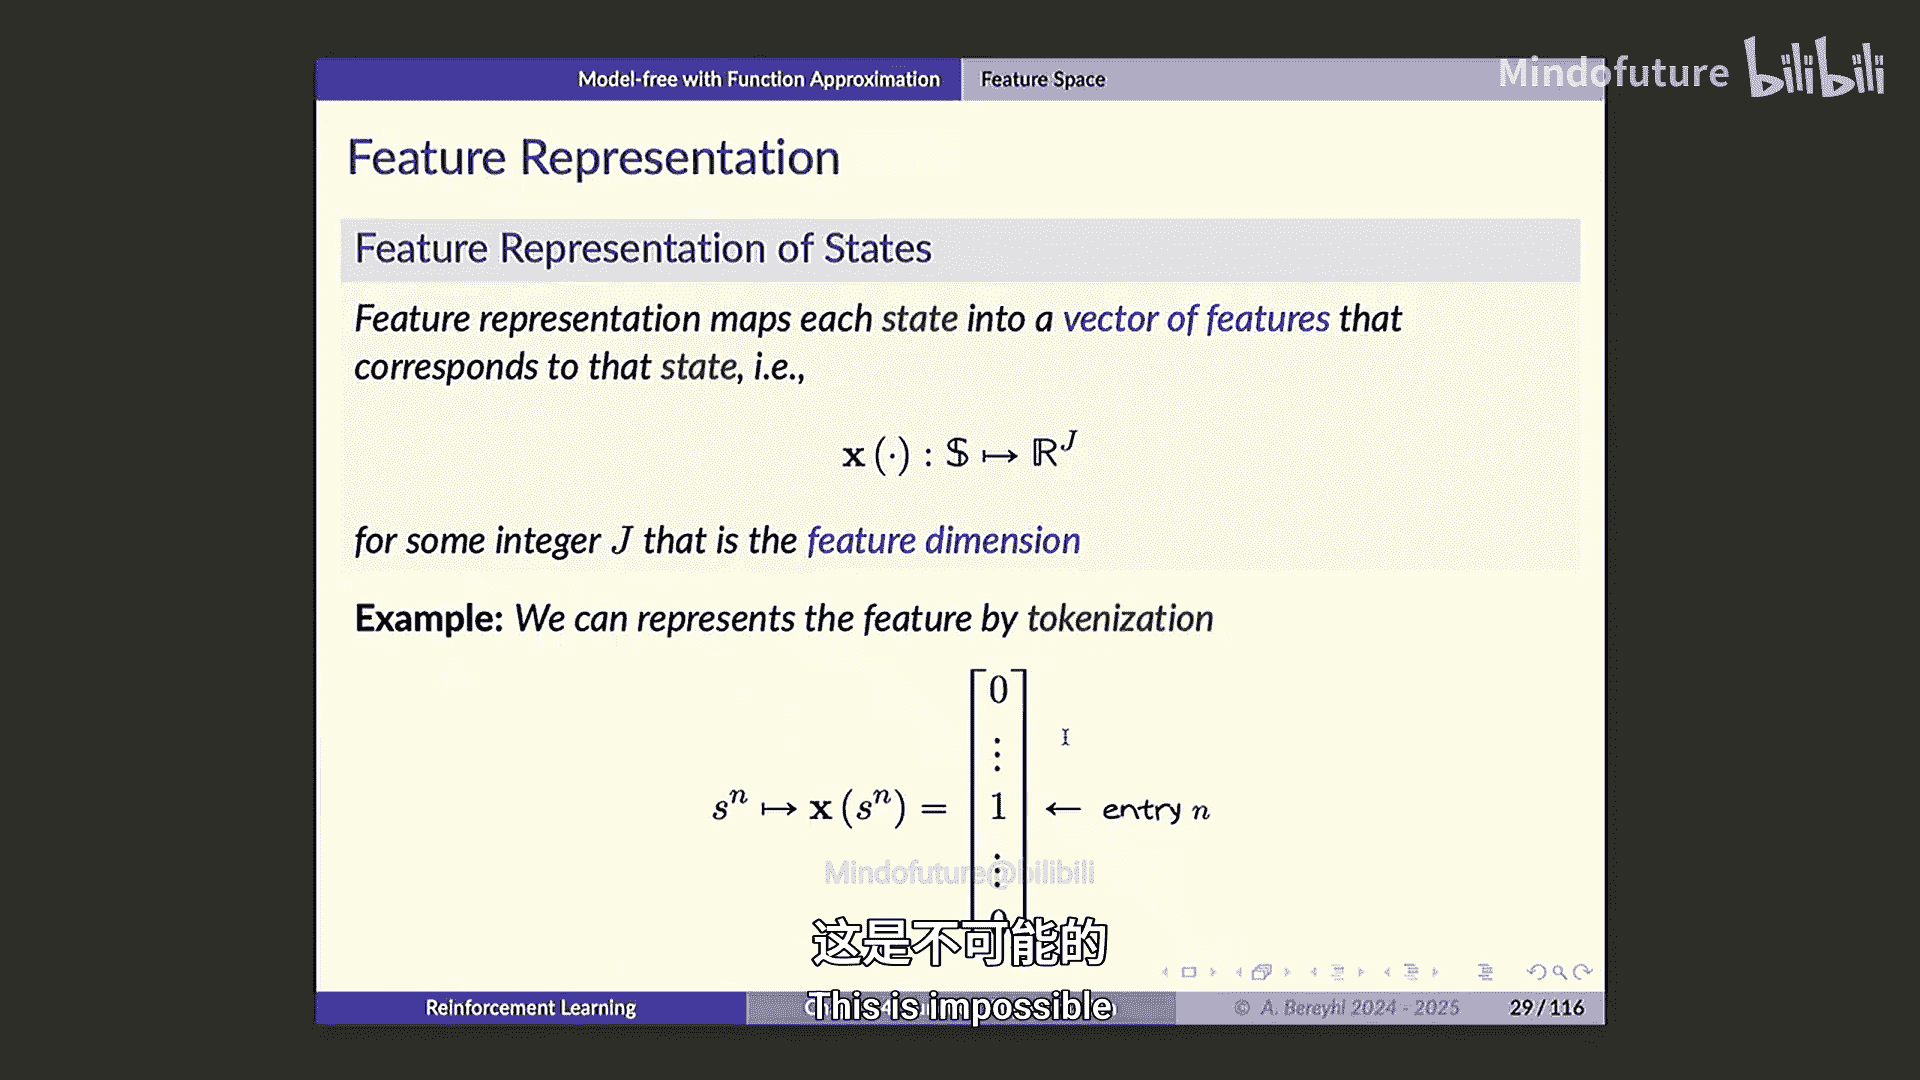 Model-free with Function Approximation Feature Space
Mindofuture bilibili
Feature Representation
Feature Representation of States
Feature representation maps each state into a vector of features that
corresponds to that state, i.e.,
x (·) : 𝕊 ↦ ℝ^J
for some integer J that is the feature dimension
Example: We can represents the feature by tokenization
0
⋮
s^n ↦ x (s^n) = 1 ← entry n
⋮
0
Mindofuture@bilibili
这是不可能的
This is impossible
Reinforcement Learning
© A. Bereyhi 2024 - 2025
29 / 116